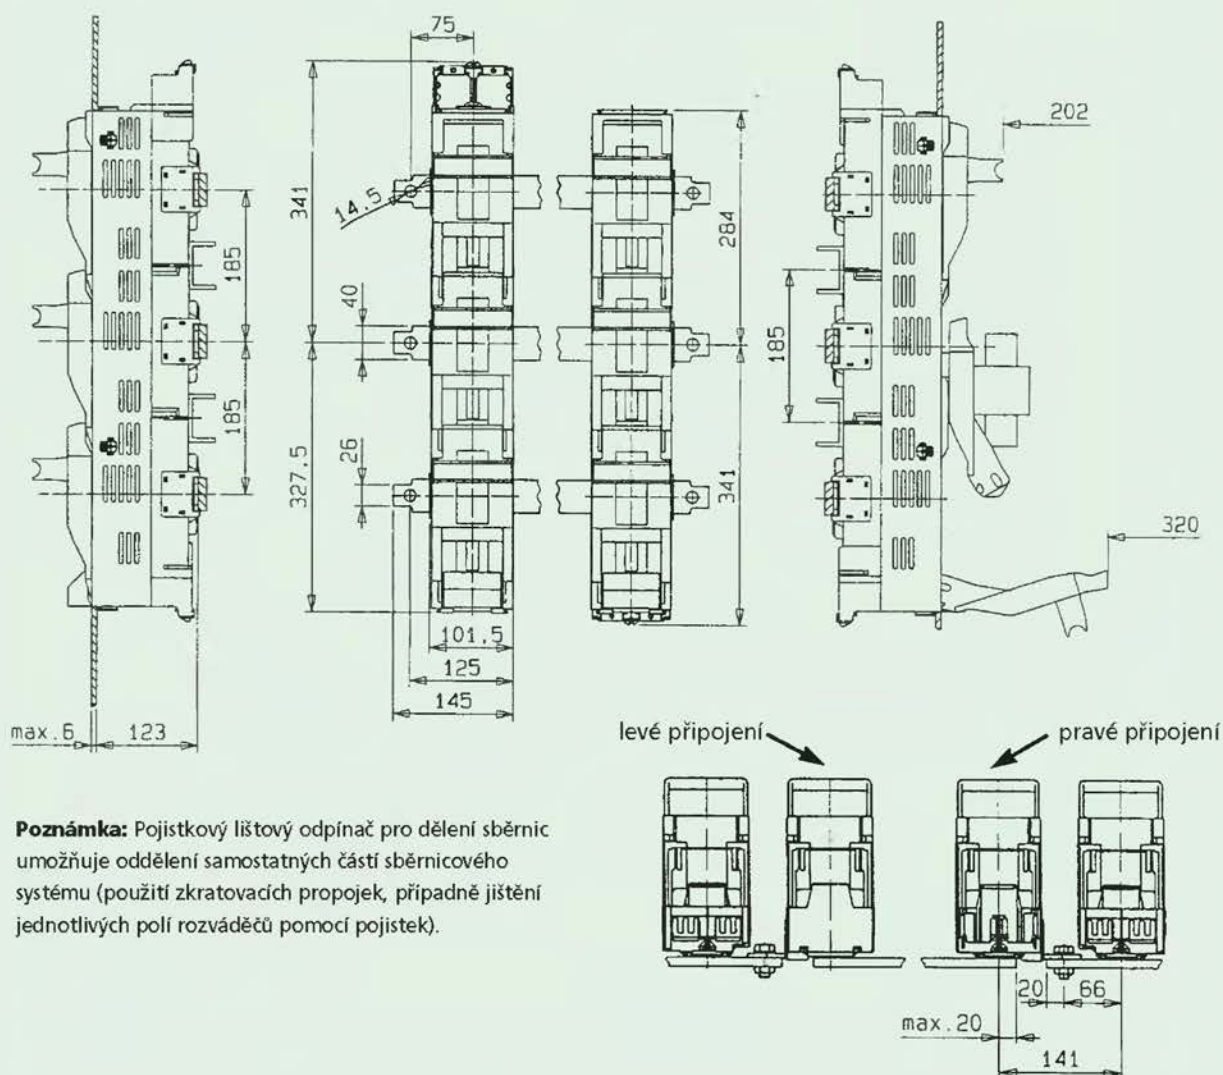 75
202
341
14.5
284
185
40
185
185
327.5
26
341
320
101.5
125
145
max.6
123
levé připojení
pravé připojení
Poznámka: Pojistkový lištový odpínač pro dělení sběrnic
umožňuje oddělení samostatných částí sběrnicového
systému (použití zkratovacích propojek, případně jištění
jednotlivých polí rozváděčů pomocí pojistek).
20
66
max.20
141